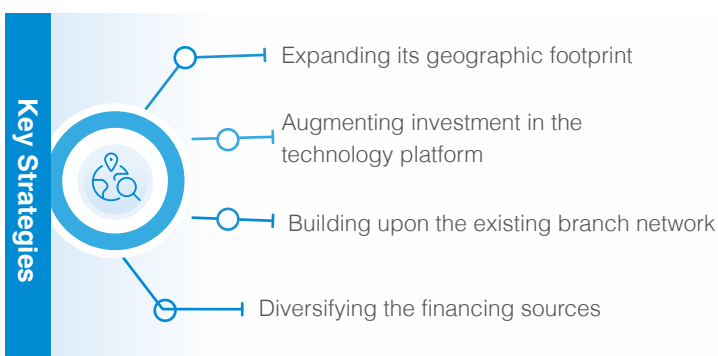 Key Strategies
Expanding its geographic footprint
Augmenting investment in the
technology platform
Building upon the existing branch network
Diversifying the financing sources